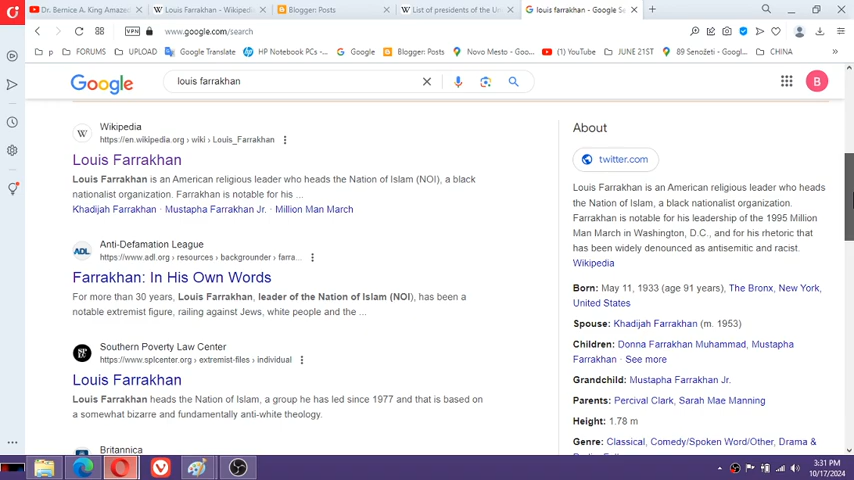 Dr. Bernice A. King Amazed
Louis Farrakhan - Wikipedi
Blogger: Posts
List of presidents of the Un
louis farrakhan - Google Se
VPN
www.google.com/search
p
FORUMS
UPLOAD
Google Translate
HP Notebook PC's -...
Google
Blogger: Posts
Novo Mesto - Googl...
(1) YouTube
JUNE 21ST
89 Senožeti - Googl...
CHINA
Google
louis farrakhan
B
Wikipedia
https://en.wikipedia.org › wiki › Louis_Farrakhan
Louis Farrakhan
Louis Farrakhan is an American religious leader who heads the Nation of Islam (NOI), a black
nationalist organization. Farrakhan is notable for his ...
Khadijah Farrakhan · Mustapha Farrakhan Jr. · Million Man March
ADL
Anti-Defamation League
https://www.adl.org › resources › backgrounder › farra...
Farrakhan: In His Own Words
For more than 30 years, Louis Farrakhan, leader of the Nation of Islam (NOI), has been a
notable extremist figure, railing against Jews, white people and the ...
Southern Poverty Law Center
https://www.splcenter.org › extremist-files › individual
Louis Farrakhan
Louis Farrakhan heads the Nation of Islam, a group he has led since 1977 and that is based on
a somewhat bizarre and fundamentally anti-white theology.
Britannica
About
twitter.com
Louis Farrakhan is an American religious leader who heads
the Nation of Islam, a black nationalist organization.
Farrakhan is notable for his leadership of the 1995 Million
Man March in Washington, D.C., and for his rhetoric that
has been widely denounced as antisemitic and racist.
Wikipedia
Born: May 11, 1933 (age 91 years), The Bronx, New York,
United States
Spouse: Khadijah Farrakhan (m. 1953)
Children: Donna Farrakhan Muhammad, Mustapha
Farrakhan · See more
Grandchild: Mustapha Farrakhan Jr.
Parents: Percival Clark, Sarah Mae Manning
Height: 1.78 m
Genre: Classical, Comedy/Spoken Word/Other, Drama &
3:31 PM
10/17/2024